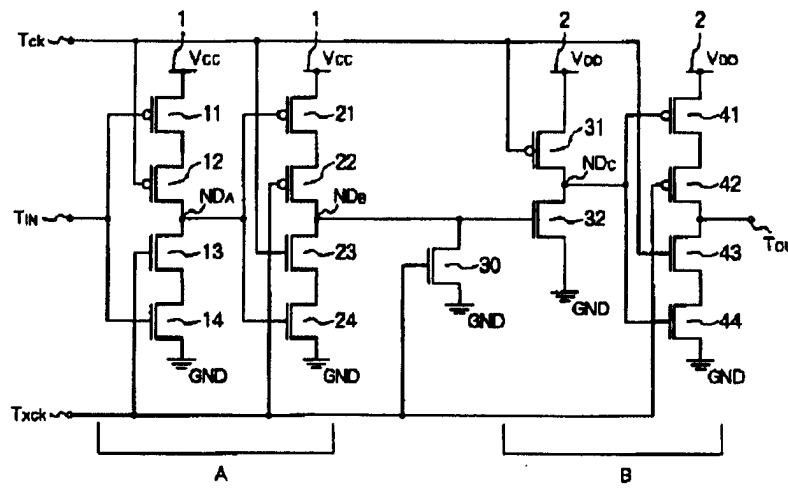 1 1 2 2
Tck
VCC VCC VDD VDD
11 21 31 41
12 22 NDC 42
NDA NDB 32
TIN TOU
13 23 30 43
14 24 GND GND 44
GND GND GND
Txck
A B